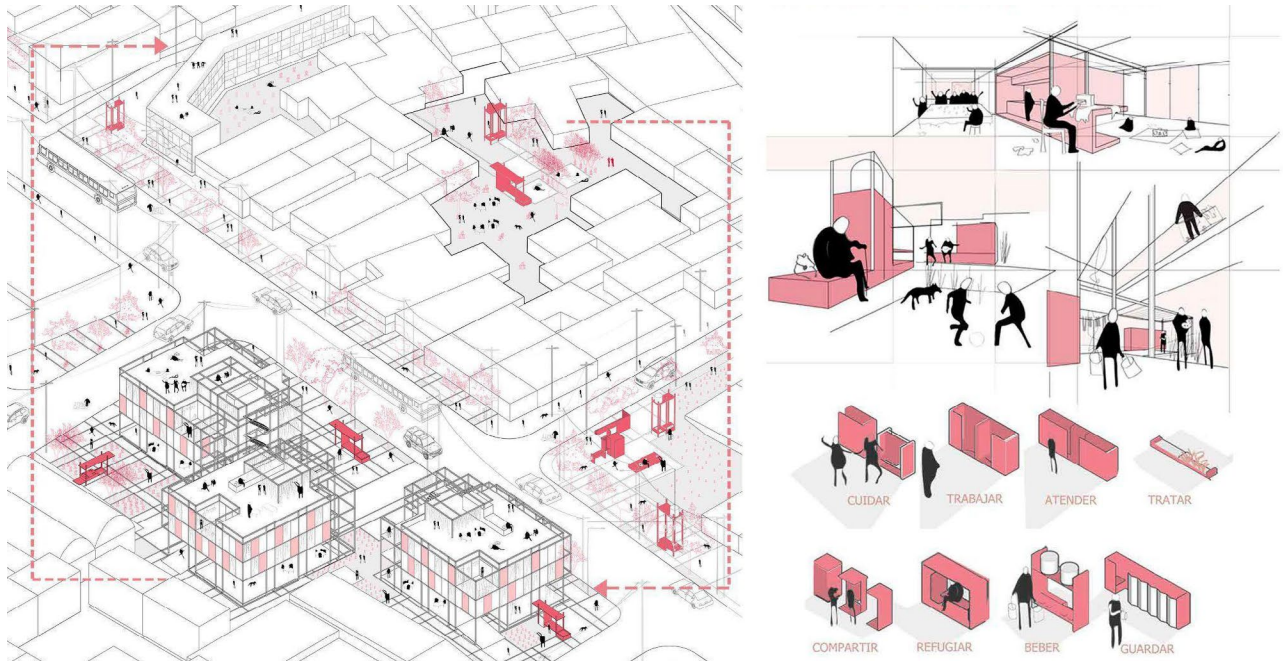 CUIDAR
TRABAJAR
ATENDER
TRATAR
COMPARTIR
REFUGIAR
BEBER
GUARDAR